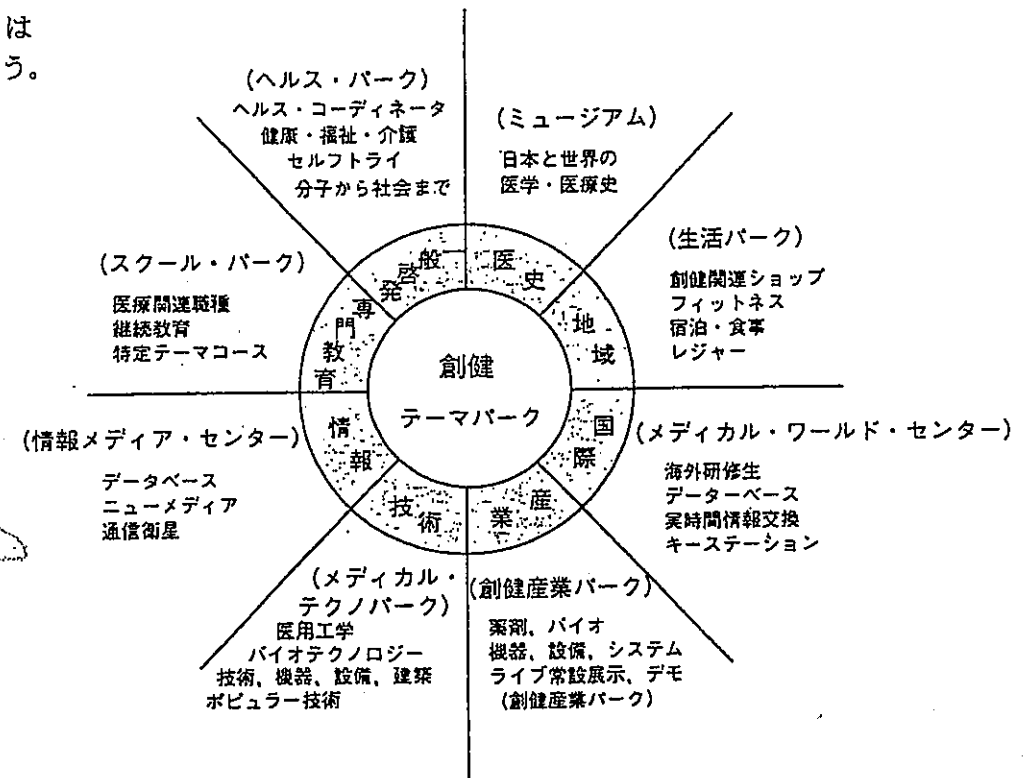 は
う。
(ヘルス・パーク)
ヘルス・コーディネータ
健康・福祉・介護
セルフトライ
分子から社会まで
(ミュージアム)
日本と世界の
医学・医療史
(生活パーク)
創健関連ショップ
フィットネス
宿泊・食事
レジャー
(メディカル・ワールド・センター)
海外研修生
データーベース
実時間情報交換
キーステーション
(創健産業パーク)
薬剤、バイオ
機器、設備、システム
ライブ常設展示、デモ
(創健産業パーク)
(メディカル・
テクノパーク)
医用工学
バイオテクノロジー
技術、機器、設備、建築
ポピュラー技術
(情報メディア・センター)
データベース
ニューメディア
通信衛星
(スクール・パーク)
医療関連職種
継続教育
特定テーマコース
一般啓発
医史
地域
国際
産業
技術
情報
専門教育
創健
テーマパーク